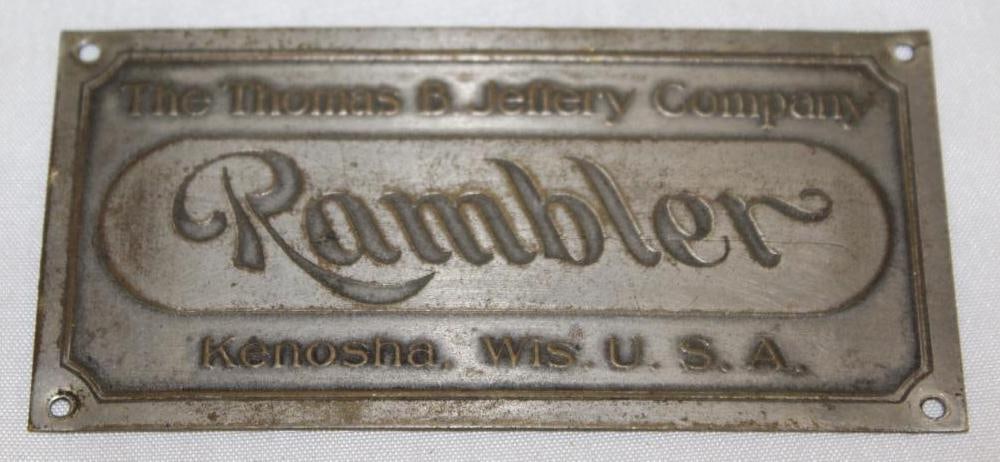 The Thomas B. Jeffery Company
Rambler
Kenosha, Wis. U. S. A.